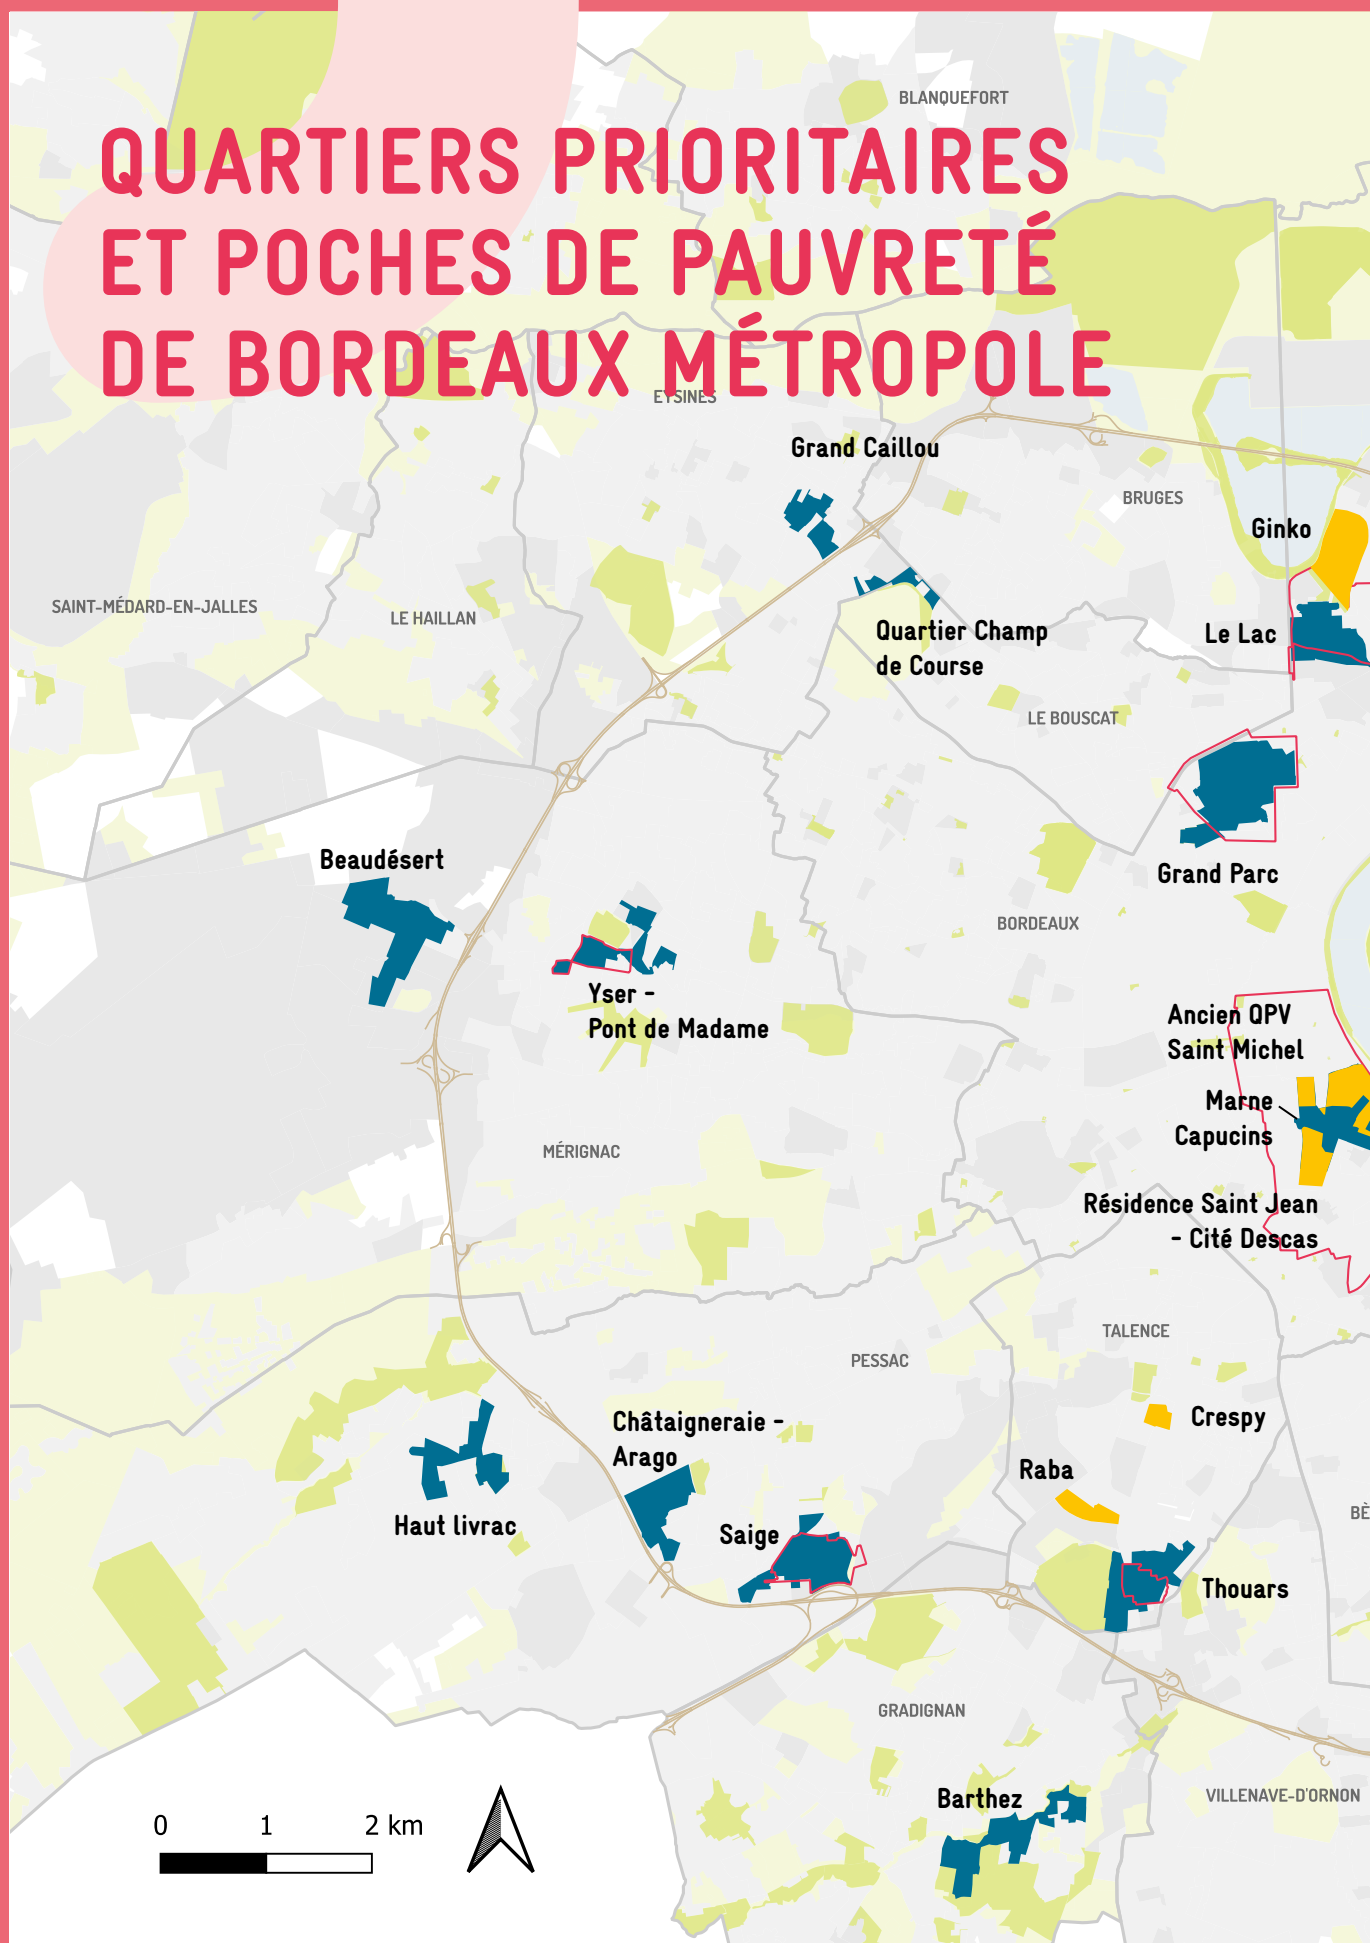 QUARTIERS PRIORITAIRES
ET POCHES DE PAUVRETÉ
DE BORDEAUX MÉTROPOLE
BLANQUEFORT
EYSINES
Grand Caillou
BRUGES
Ginko
SAINT-MÉDARD-EN-JALLES
LE HAILLAN
Quartier Champ
de Course
Le Lac
LE BOUSCAT
Beaudésert
Grand Parc
BORDEAUX
Yser -
Pont de Madame
Ancien QPV
Saint Michel
Marne
Capucins
MÉRIGNAC
Résidence Saint Jean
- Cité Descas
TALENCE
PESSAC
Châtaigneraie -
Arago
Crespy
Raba
Haut livrac
Saige
BÈ
Thouars
GRADIGNAN
Barthez
VILLENAVE-D'ORNON
0 1 2 km